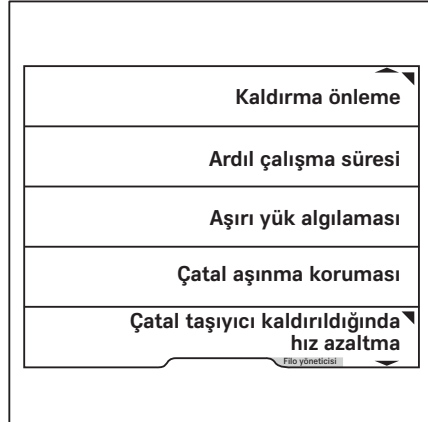 Kaldırma önleme
Ardıl çalışma süresi
Aşırı yük algılaması
Çatal aşınma koruması
Çatal taşıyıcı kaldırıldığında
hız azaltma
Filo yöneticisi